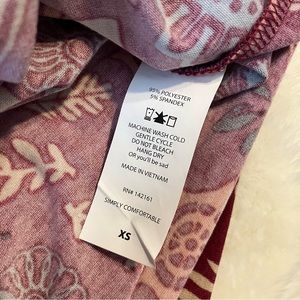 95% POLYESTER
5% SPANDEX
MACHINE WASH COLD
GENTLE CYCLE
DO NOT BLEACH
HANG DRY
OR you'll be sad
MADE IN VIETNAM
RN# 142161
SIMPLY COMFORTABLE
XS